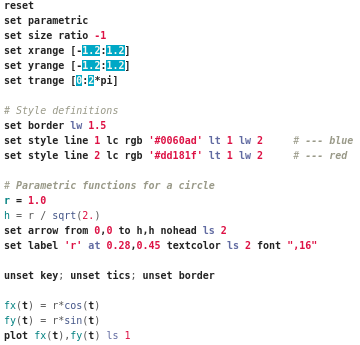 reset
set parametric
set size ratio -1
set xrange [-1.2:1.2]
set yrange [-1.2:1.2]
set trange [0:2*pi]
# Style definitions
set border lw 1.5
set style line 1 lc rgb '#0060ad' lt 1 lw 2     # --- blue
set style line 2 lc rgb '#dd181f' lt 1 lw 2     # --- red
# Parametric functions for a circle
r = 1.0
h = r / sqrt(2.)
set arrow from 0,0 to h,h nohead ls 2
set label 'r' at 0.28,0.45 textcolor ls 2 font ",16"
unset key; unset tics; unset border
fx(t) = r*cos(t)
fy(t) = r*sin(t)
plot fx(t),fy(t) ls 1